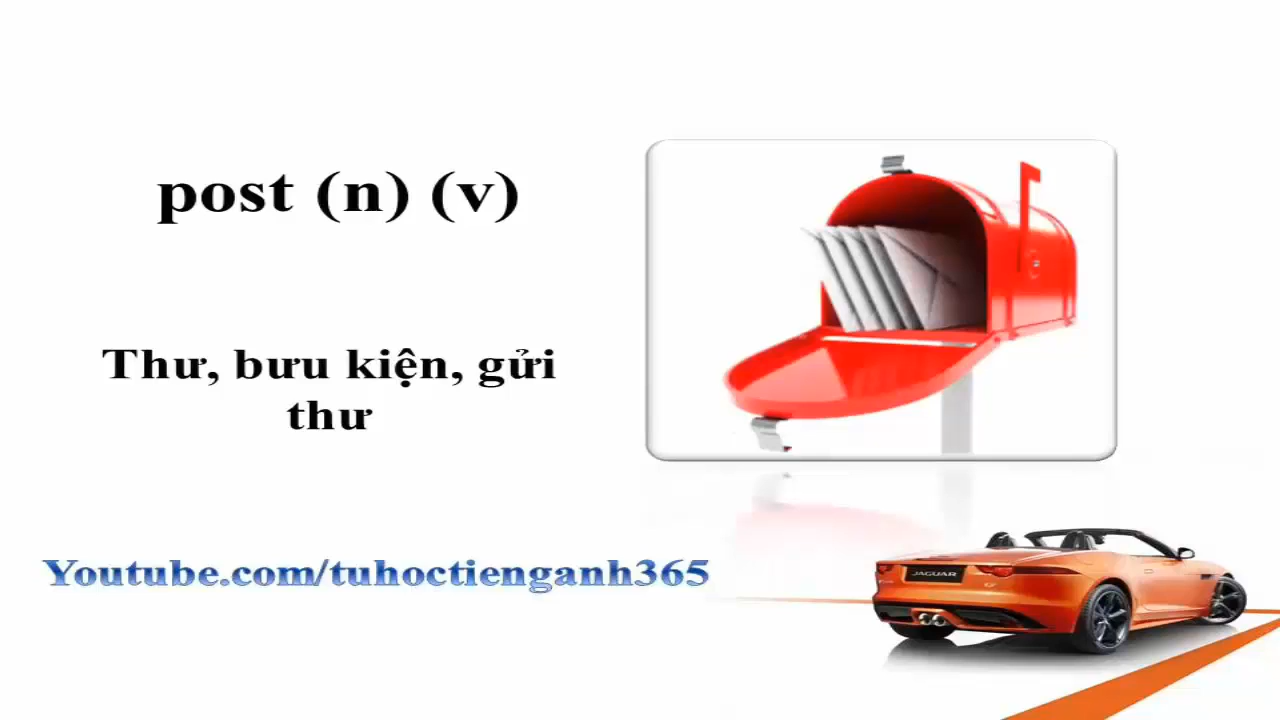 post (n) (v)
Thư, bưu kiện, gửi
thư
Youtube.com/tuhoctienganh365
JAGUAR